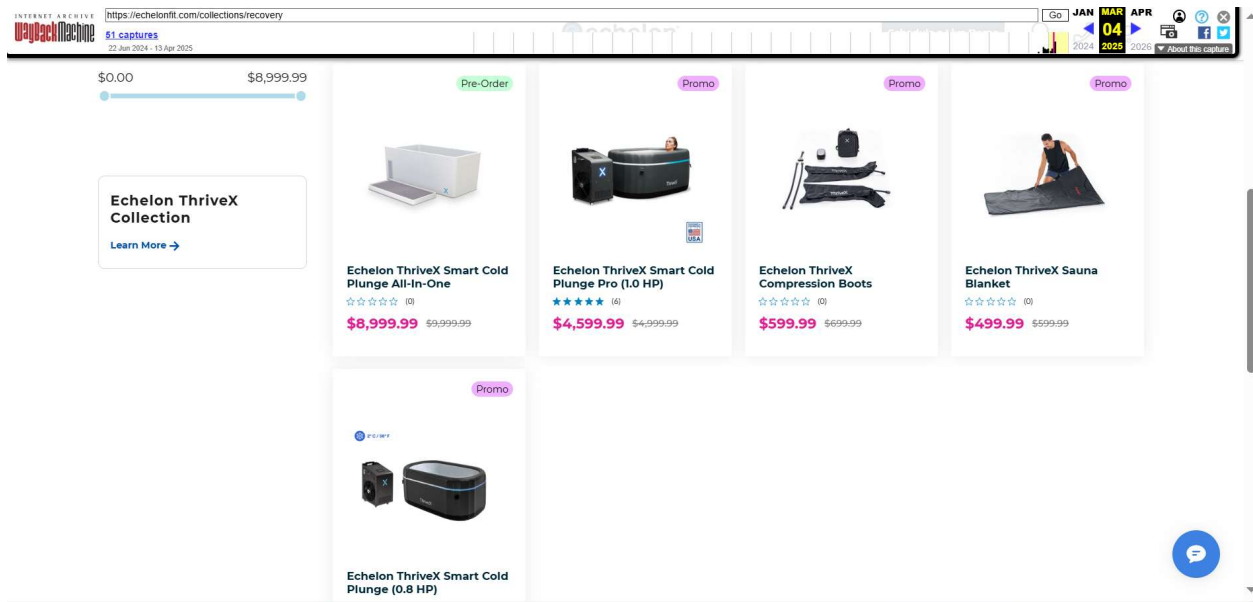 INTERNET ARCHIVE
WayBackMachine
https://echelonfit.com/collections/recovery
Go
JAN MAR APR
51 captures
04
22 Jun 2024 - 13 Apr 2025
2024 2025 2026
About this capture
echelon
$0.00 $8,999.99
Echelon ThriveX
Collection
Learn More →
Pre-Order
Echelon ThriveX Smart Cold
Plunge All-In-One
(0)
$8,999.99 $9,999.99
Promo
USA
Echelon ThriveX Smart Cold
Plunge Pro (1.0 HP)
(6)
$4,599.99 $4,999.99
Promo
Echelon ThriveX
Compression Boots
(0)
$599.99 $699.99
Promo
Echelon ThriveX Sauna
Blanket
(0)
$499.99 $599.99
Promo
Echelon ThriveX Smart Cold
Plunge (0.8 HP)